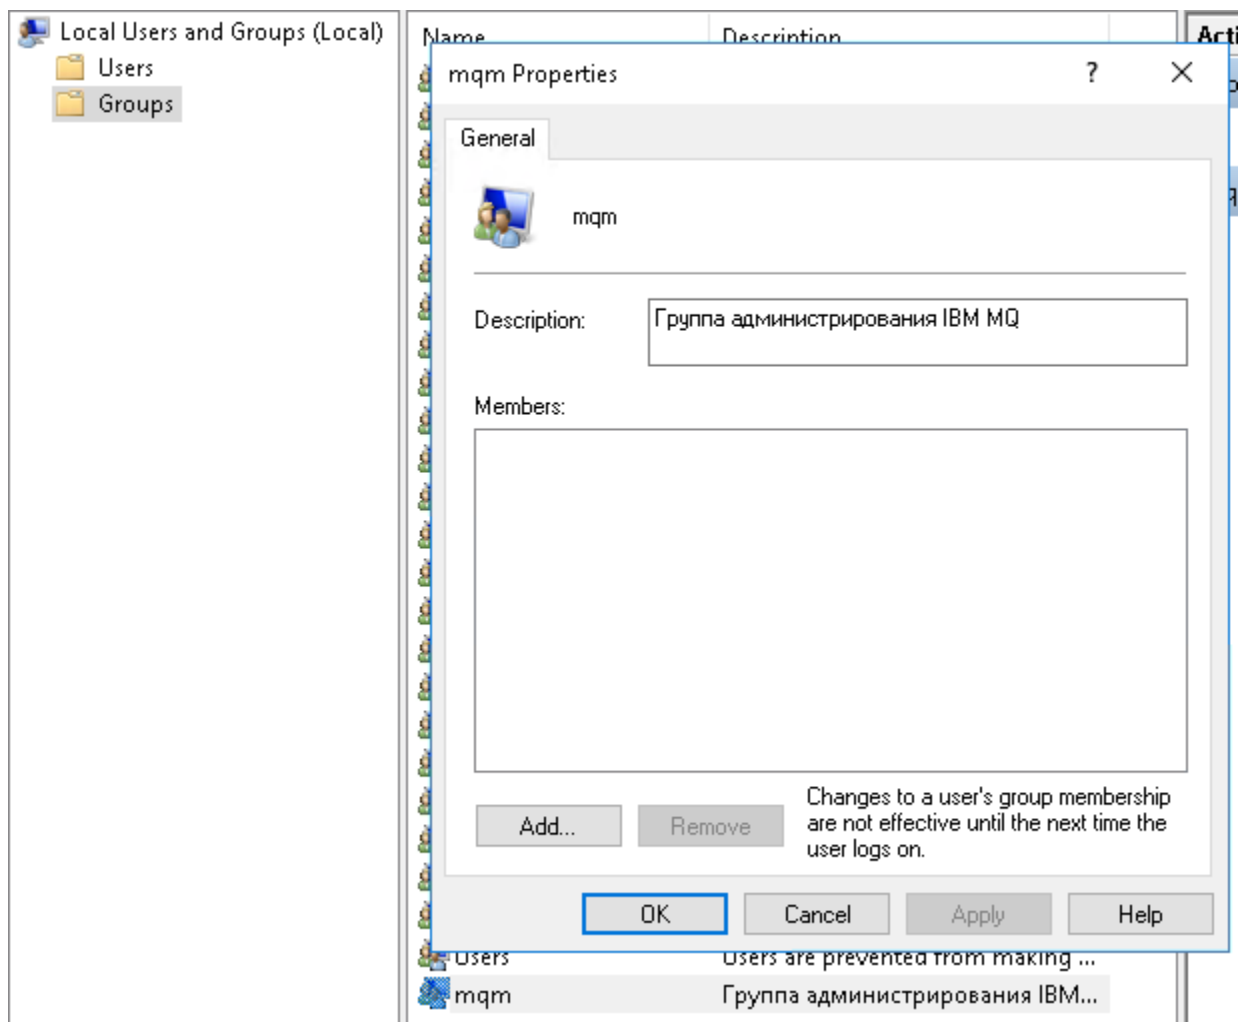 Local Users and Groups (Local)
Users
Groups
Name
Description
mqm Properties
?
General
mqm
Description:
Группа администрирования IBM MQ
Members:
Add...
Remove
Changes to a user's group membership
are not effective until the next time the
user logs on.
OK
Cancel
Apply
Help
Users
Users are prevented from making ...
mqm
Группа администрирования IBM...